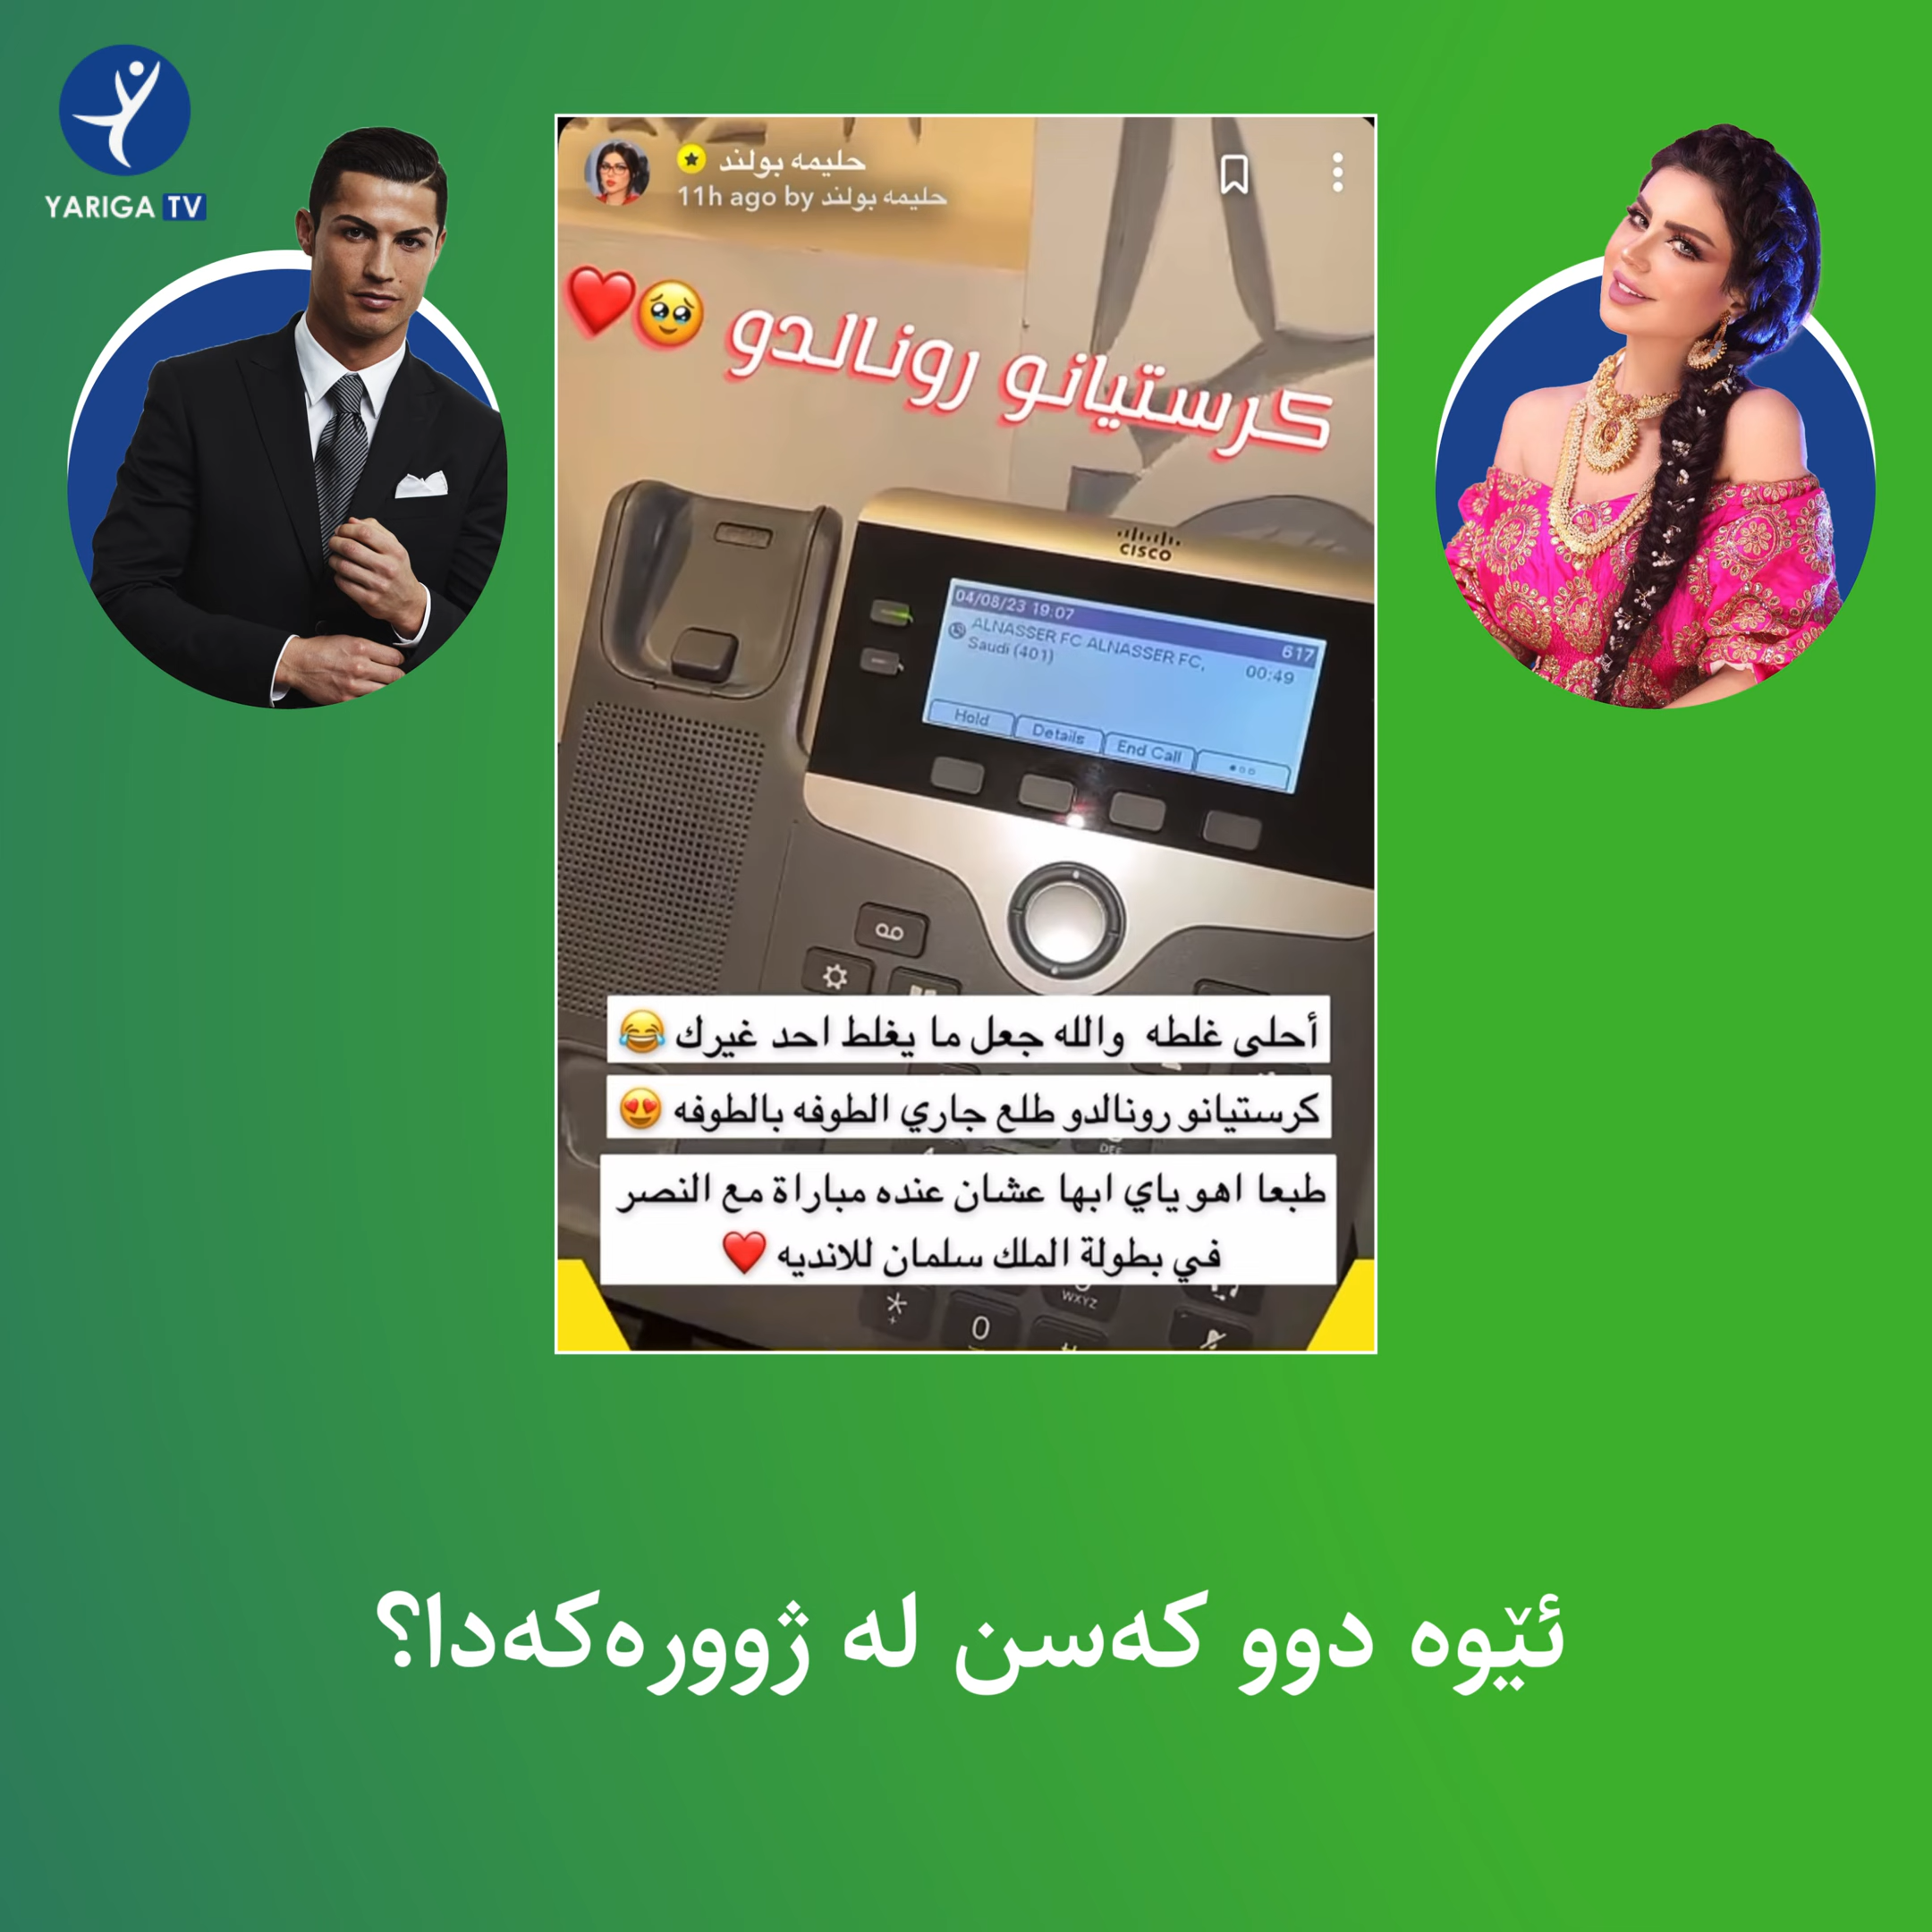 YARIGA TV
حليمه بولند
11h ago by حليمه بولند
كرستيانو رونالدو 🥹❤️
CISCO
04/08/23 19:07
617
ALNASSER FC ALNASSER FC,
Saudi (401)
00:49
Hold
Details
End Call
أحلى غلطه والله جعل ما يغلط احد غيرك 😂
كرستيانو رونالدو طلع جاري الطوفه بالطوفه 😍
طبعا اهو ياي ابها عشان عنده مباراة مع النصر
في بطولة الملك سلمان للانديه ❤️
DEF
WXYZ
*
+
0
ئێوە دوو کەسن لە ژوورەکەدا؟